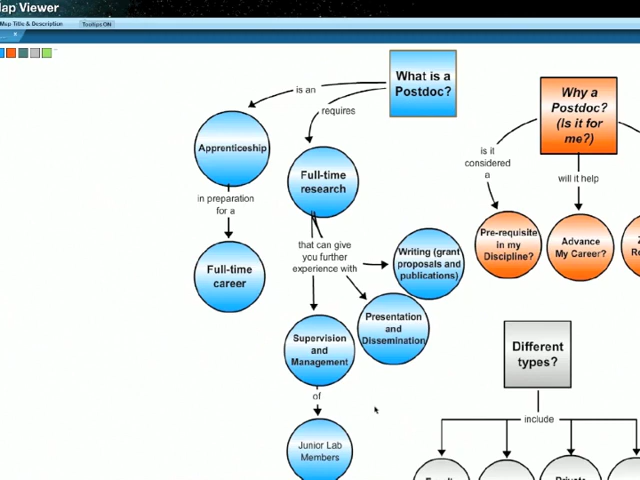 Map Viewer
Map Title & Description
Tooltips ON
What is a
Postdoc?
is an
requires
Apprenticeship
in preparation
for a
Full-time
career
Full-time
research
that can give
you further
experience with
Writing (grant
proposals and
publications)
Presentation
and
Dissemination
Supervision
and
Management
of
Junior Lab
Members
Why a
Postdoc?
(Is it for
me?)
is it
considered
a
will it help
Pre-requisite
in my
Discipline?
Advance
My Career?
Different
types?
include